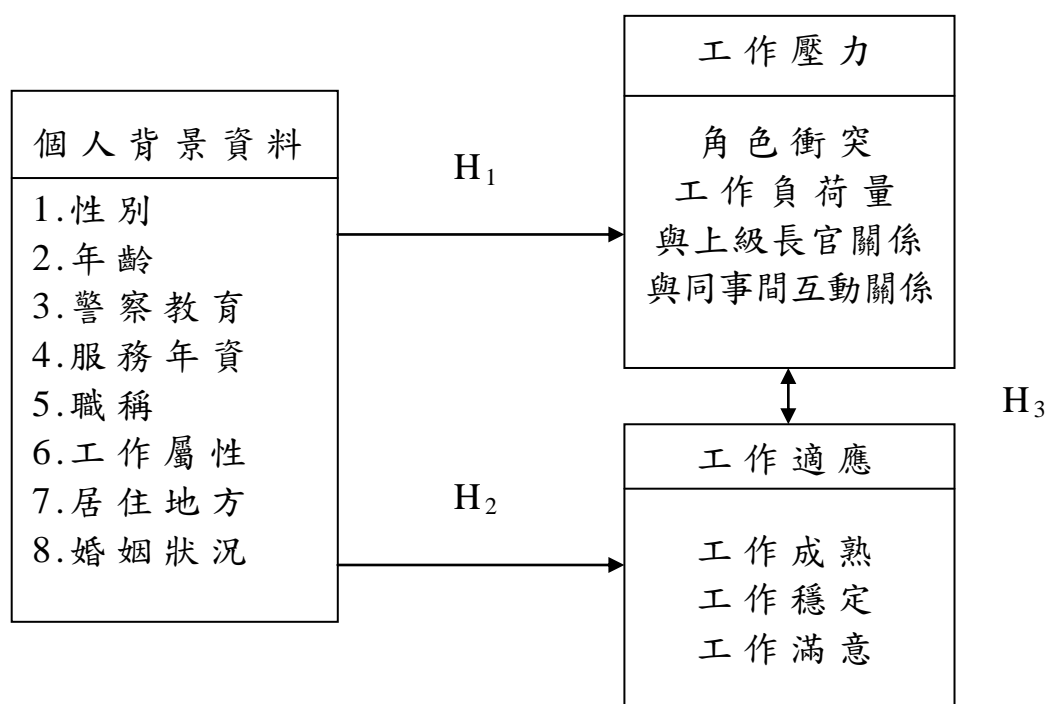 個人背景資料
1.性別
2.年齡
3.警察教育
4.服務年資
5.職稱
6.工作屬性
7.居住地方
8.婚姻狀況
H1
H2
工作壓力
角色衝突
工作負荷量
與上級長官關係
與同事間互動關係
H3
工作適應
工作成熟
工作穩定
工作滿意